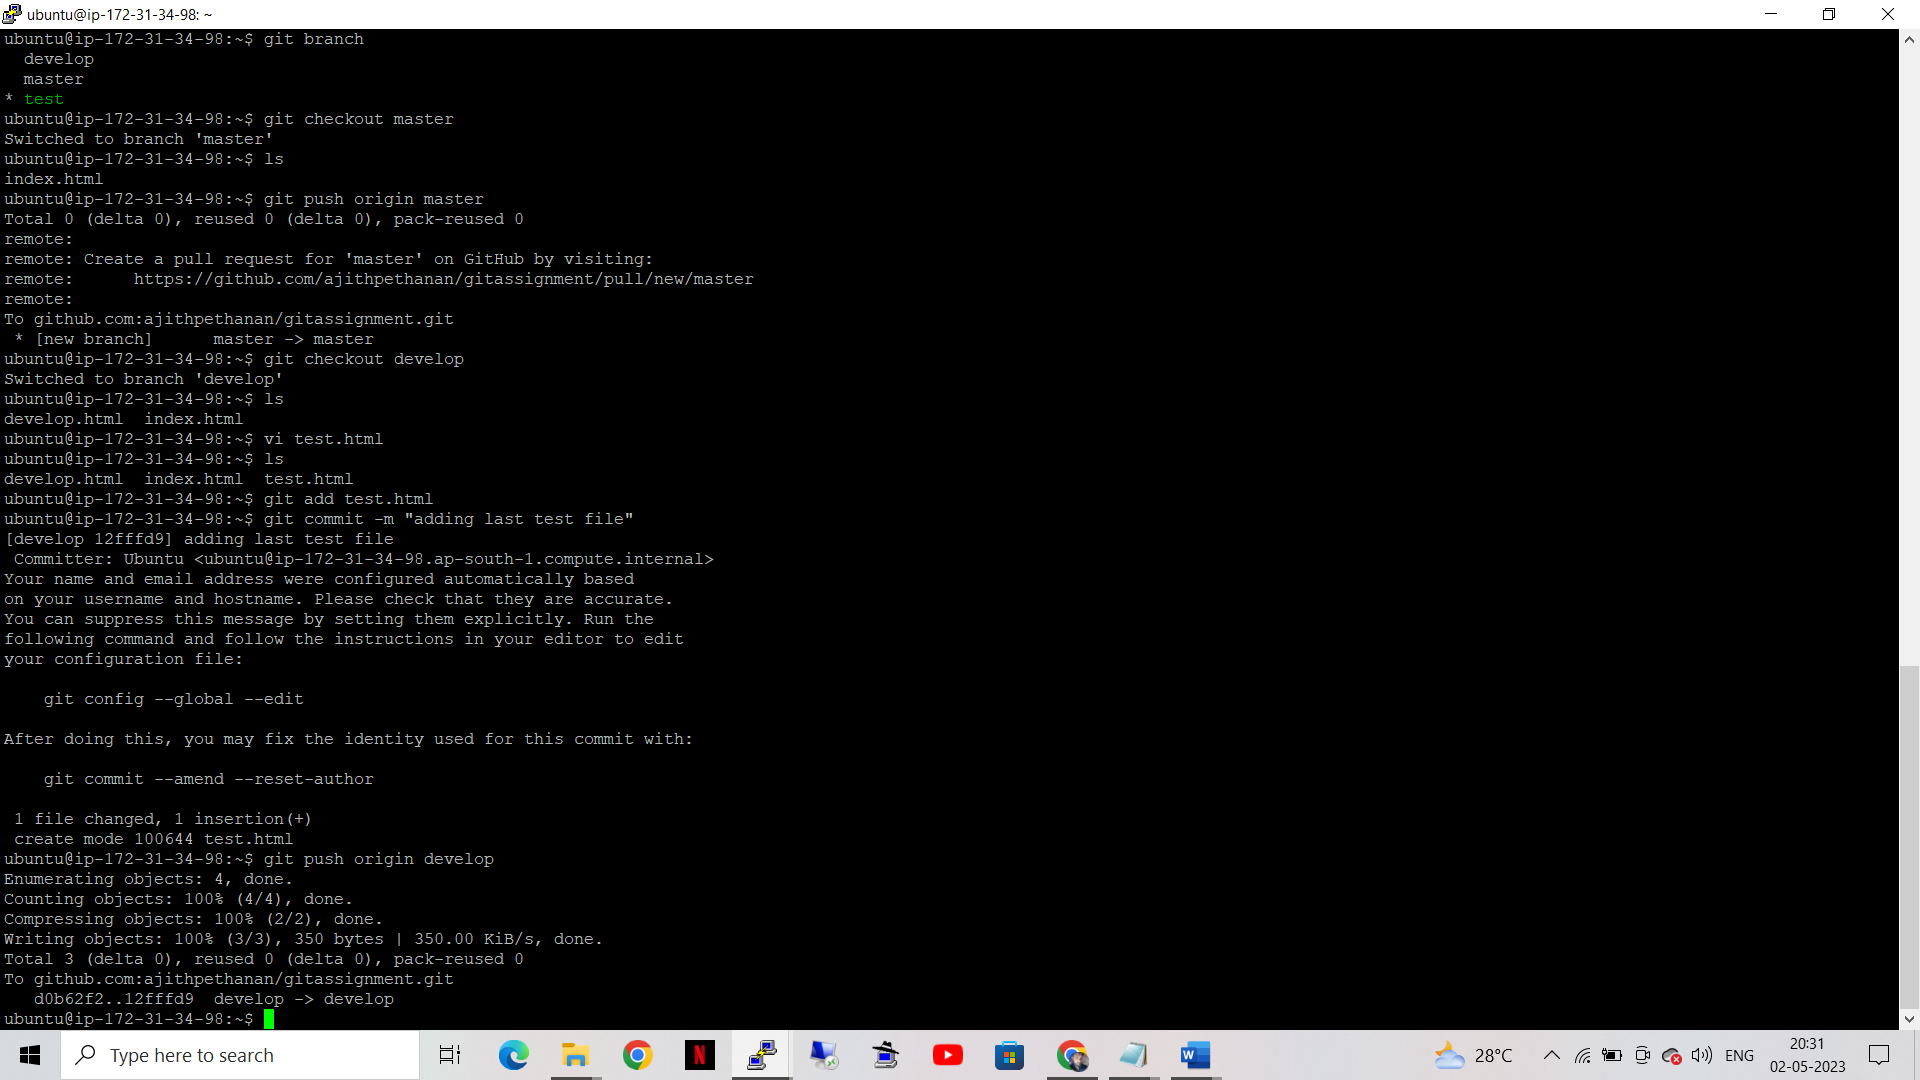 ubuntu@ip-172-31-34-98: ~
ubuntu@ip-172-31-34-98:~$ git branch
  develop
  master
* test
ubuntu@ip-172-31-34-98:~$ git checkout master
Switched to branch 'master'
ubuntu@ip-172-31-34-98:~$ ls
index.html
ubuntu@ip-172-31-34-98:~$ git push origin master
Total 0 (delta 0), reused 0 (delta 0), pack-reused 0
remote:
remote: Create a pull request for 'master' on GitHub by visiting:
remote:      https://github.com/ajithpethanan/gitassignment/pull/new/master
remote:
To github.com:ajithpethanan/gitassignment.git
 * [new branch]      master -> master
ubuntu@ip-172-31-34-98:~$ git checkout develop
Switched to branch 'develop'
ubuntu@ip-172-31-34-98:~$ ls
develop.html  index.html
ubuntu@ip-172-31-34-98:~$ vi test.html
ubuntu@ip-172-31-34-98:~$ ls
develop.html  index.html  test.html
ubuntu@ip-172-31-34-98:~$ git add test.html
ubuntu@ip-172-31-34-98:~$ git commit -m "adding last test file"
[develop 12fffd9] adding last test file
 Committer: Ubuntu <ubuntu@ip-172-31-34-98.ap-south-1.compute.internal>
Your name and email address were configured automatically based
on your username and hostname. Please check that they are accurate.
You can suppress this message by setting them explicitly. Run the
following command and follow the instructions in your editor to edit
your configuration file:
    git config --global --edit
After doing this, you may fix the identity used for this commit with:
    git commit --amend --reset-author
 1 file changed, 1 insertion(+)
 create mode 100644 test.html
ubuntu@ip-172-31-34-98:~$ git push origin develop
Enumerating objects: 4, done.
Counting objects: 100% (4/4), done.
Compressing objects: 100% (2/2), done.
Writing objects: 100% (3/3), 350 bytes | 350.00 KiB/s, done.
Total 3 (delta 0), reused 0 (delta 0), pack-reused 0
To github.com:ajithpethanan/gitassignment.git
   d0b62f2..12fffd9  develop -> develop
ubuntu@ip-172-31-34-98:~$
Type here to search
N
W
28°C
ENG
20:31
02-05-2023